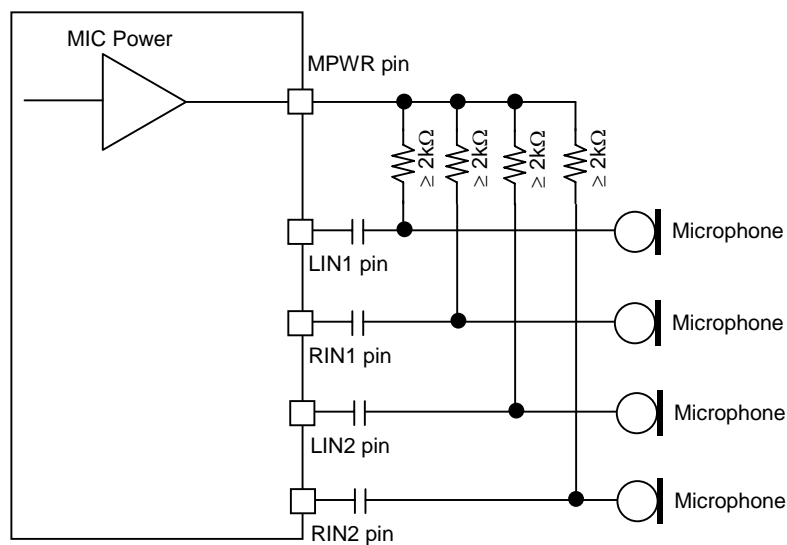 MIC Power
MPWR pin
≥ 2kΩ
≥ 2kΩ
≥ 2kΩ
≥ 2kΩ
LIN1 pin
Microphone
RIN1 pin
Microphone
LIN2 pin
Microphone
RIN2 pin
Microphone